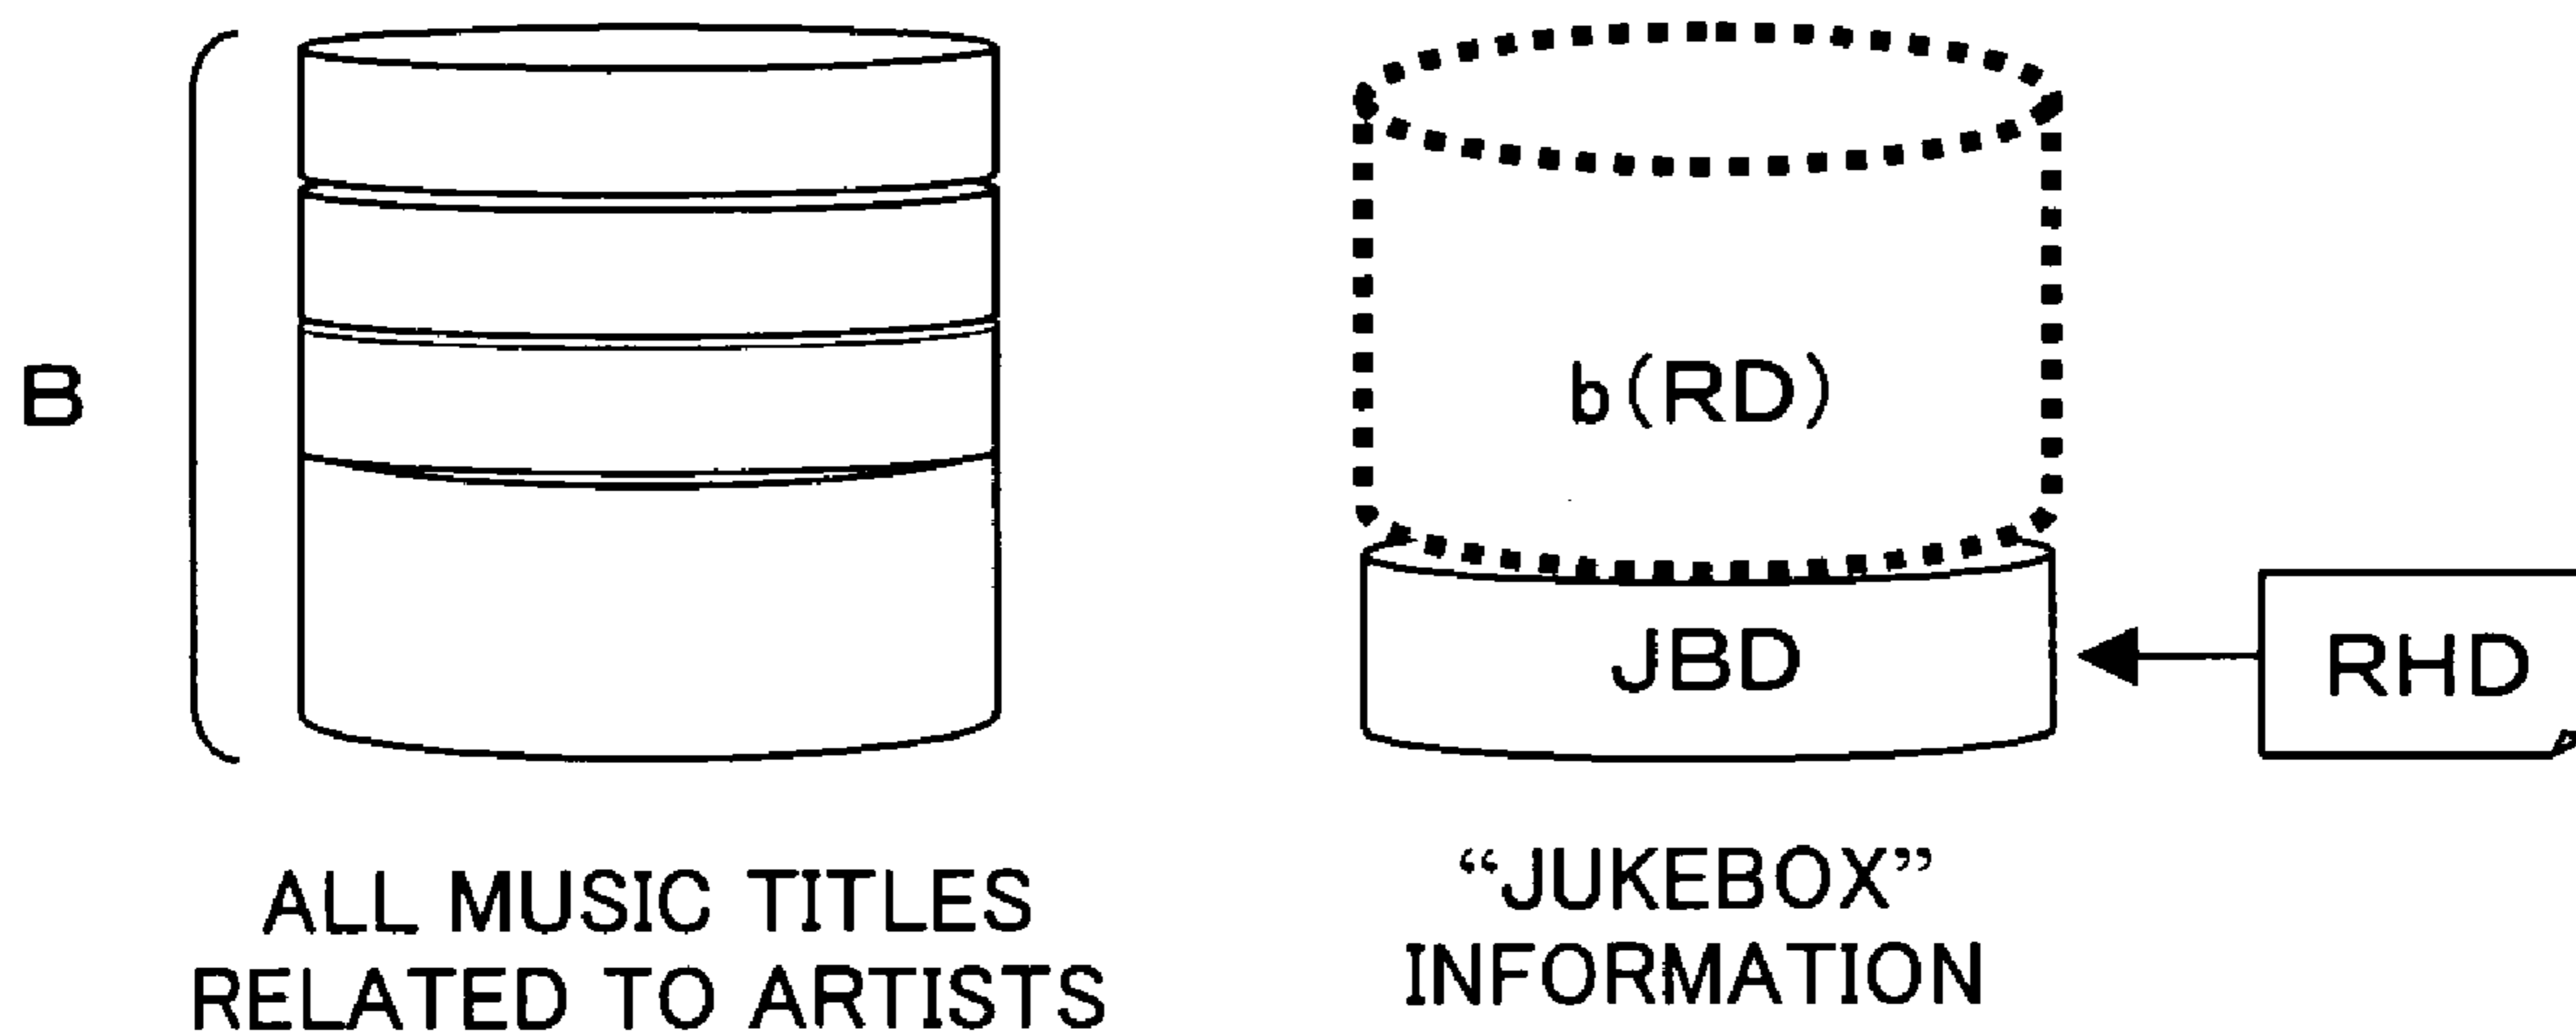 B
b(RD)
JBD
RHD
ALL MUSIC TITLES
RELATED TO ARTISTS
“JUKEBOX”
INFORMATION